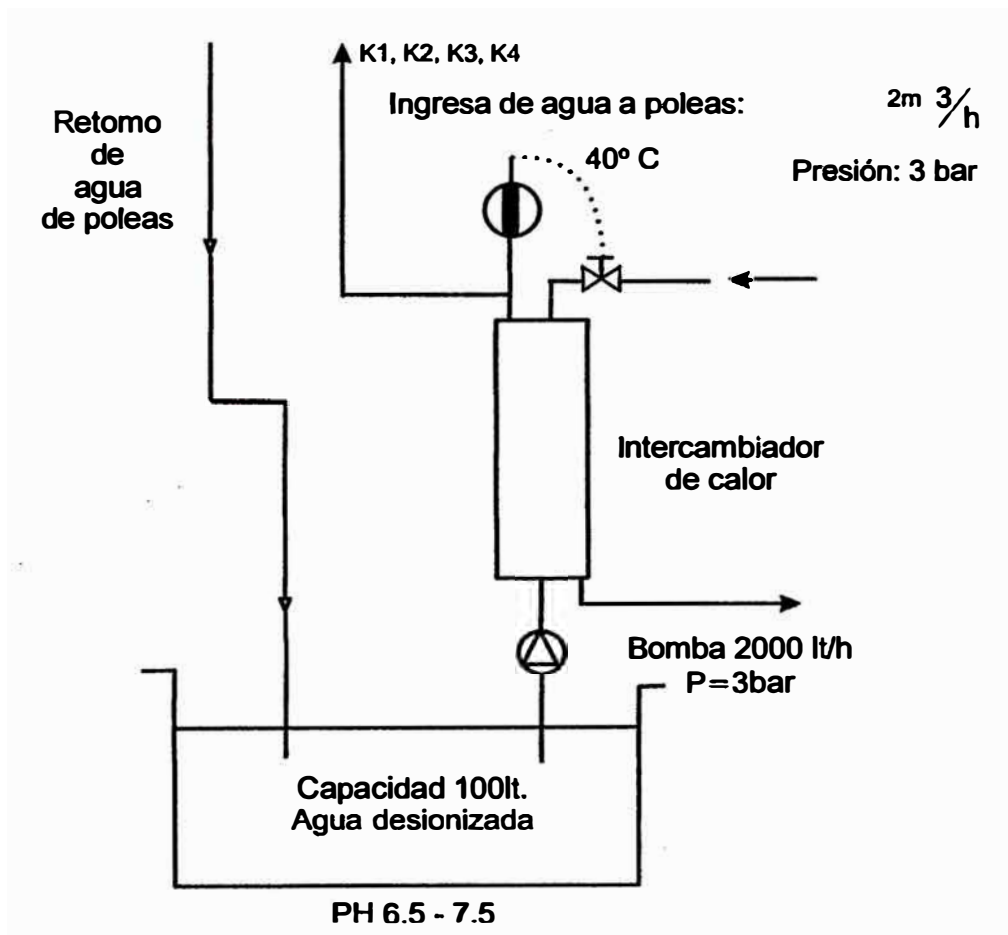 K1, K2, K3, K4
Ingresa de agua a poleas:
2m 3/h
Retomo
de
agua
de poleas
40º C
Presión: 3 bar
Intercambiador
de calor
Bomba 2000 lt/h
P=3bar
Capacidad 100lt.
Agua desionizada
PH 6.5 - 7.5